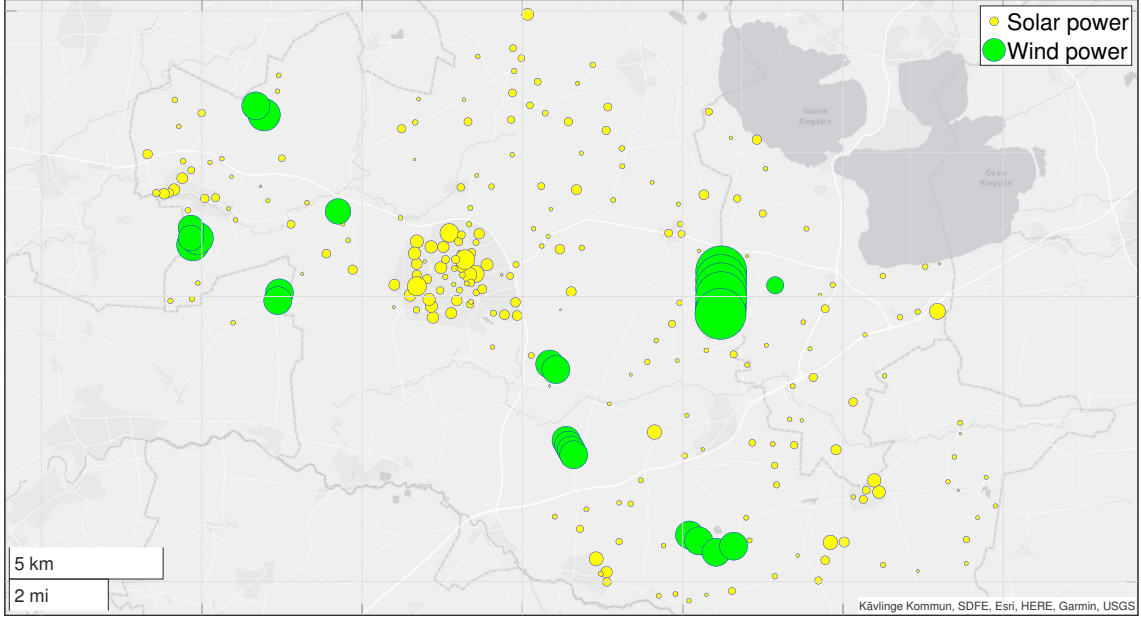 Solar power
Wind power
Västra
Ringsjön
Östra
Ringsjön
5 km
2 mi
Kävlinge Kommun, SDFE, Esri, HERE, Garmin, USGS